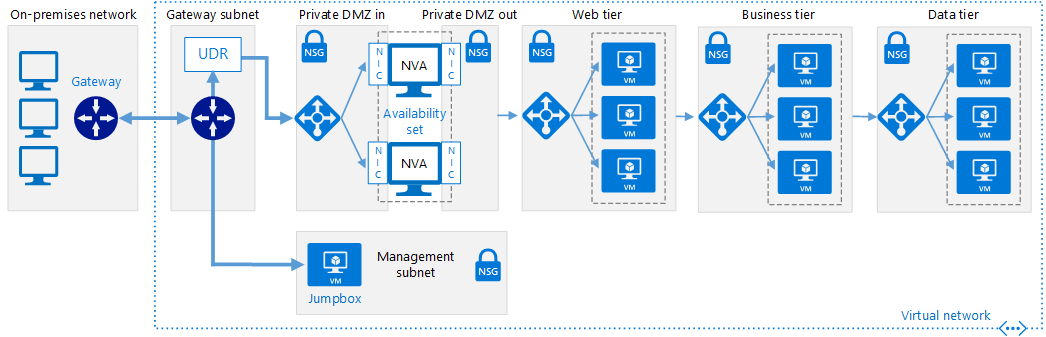 On-premises network
Gateway subnet
Private DMZ in
Private DMZ out
Web tier
Business tier
Data tier
Gateway
UDR
NSG
NIC
NVA
NIC
NSG
Availability set
NIC
NVA
NIC
NSG
VM
VM
VM
NSG
VM
VM
VM
NSG
VM
VM
VM
VM
Jumpbox
Management
subnet
NSG
Virtual network